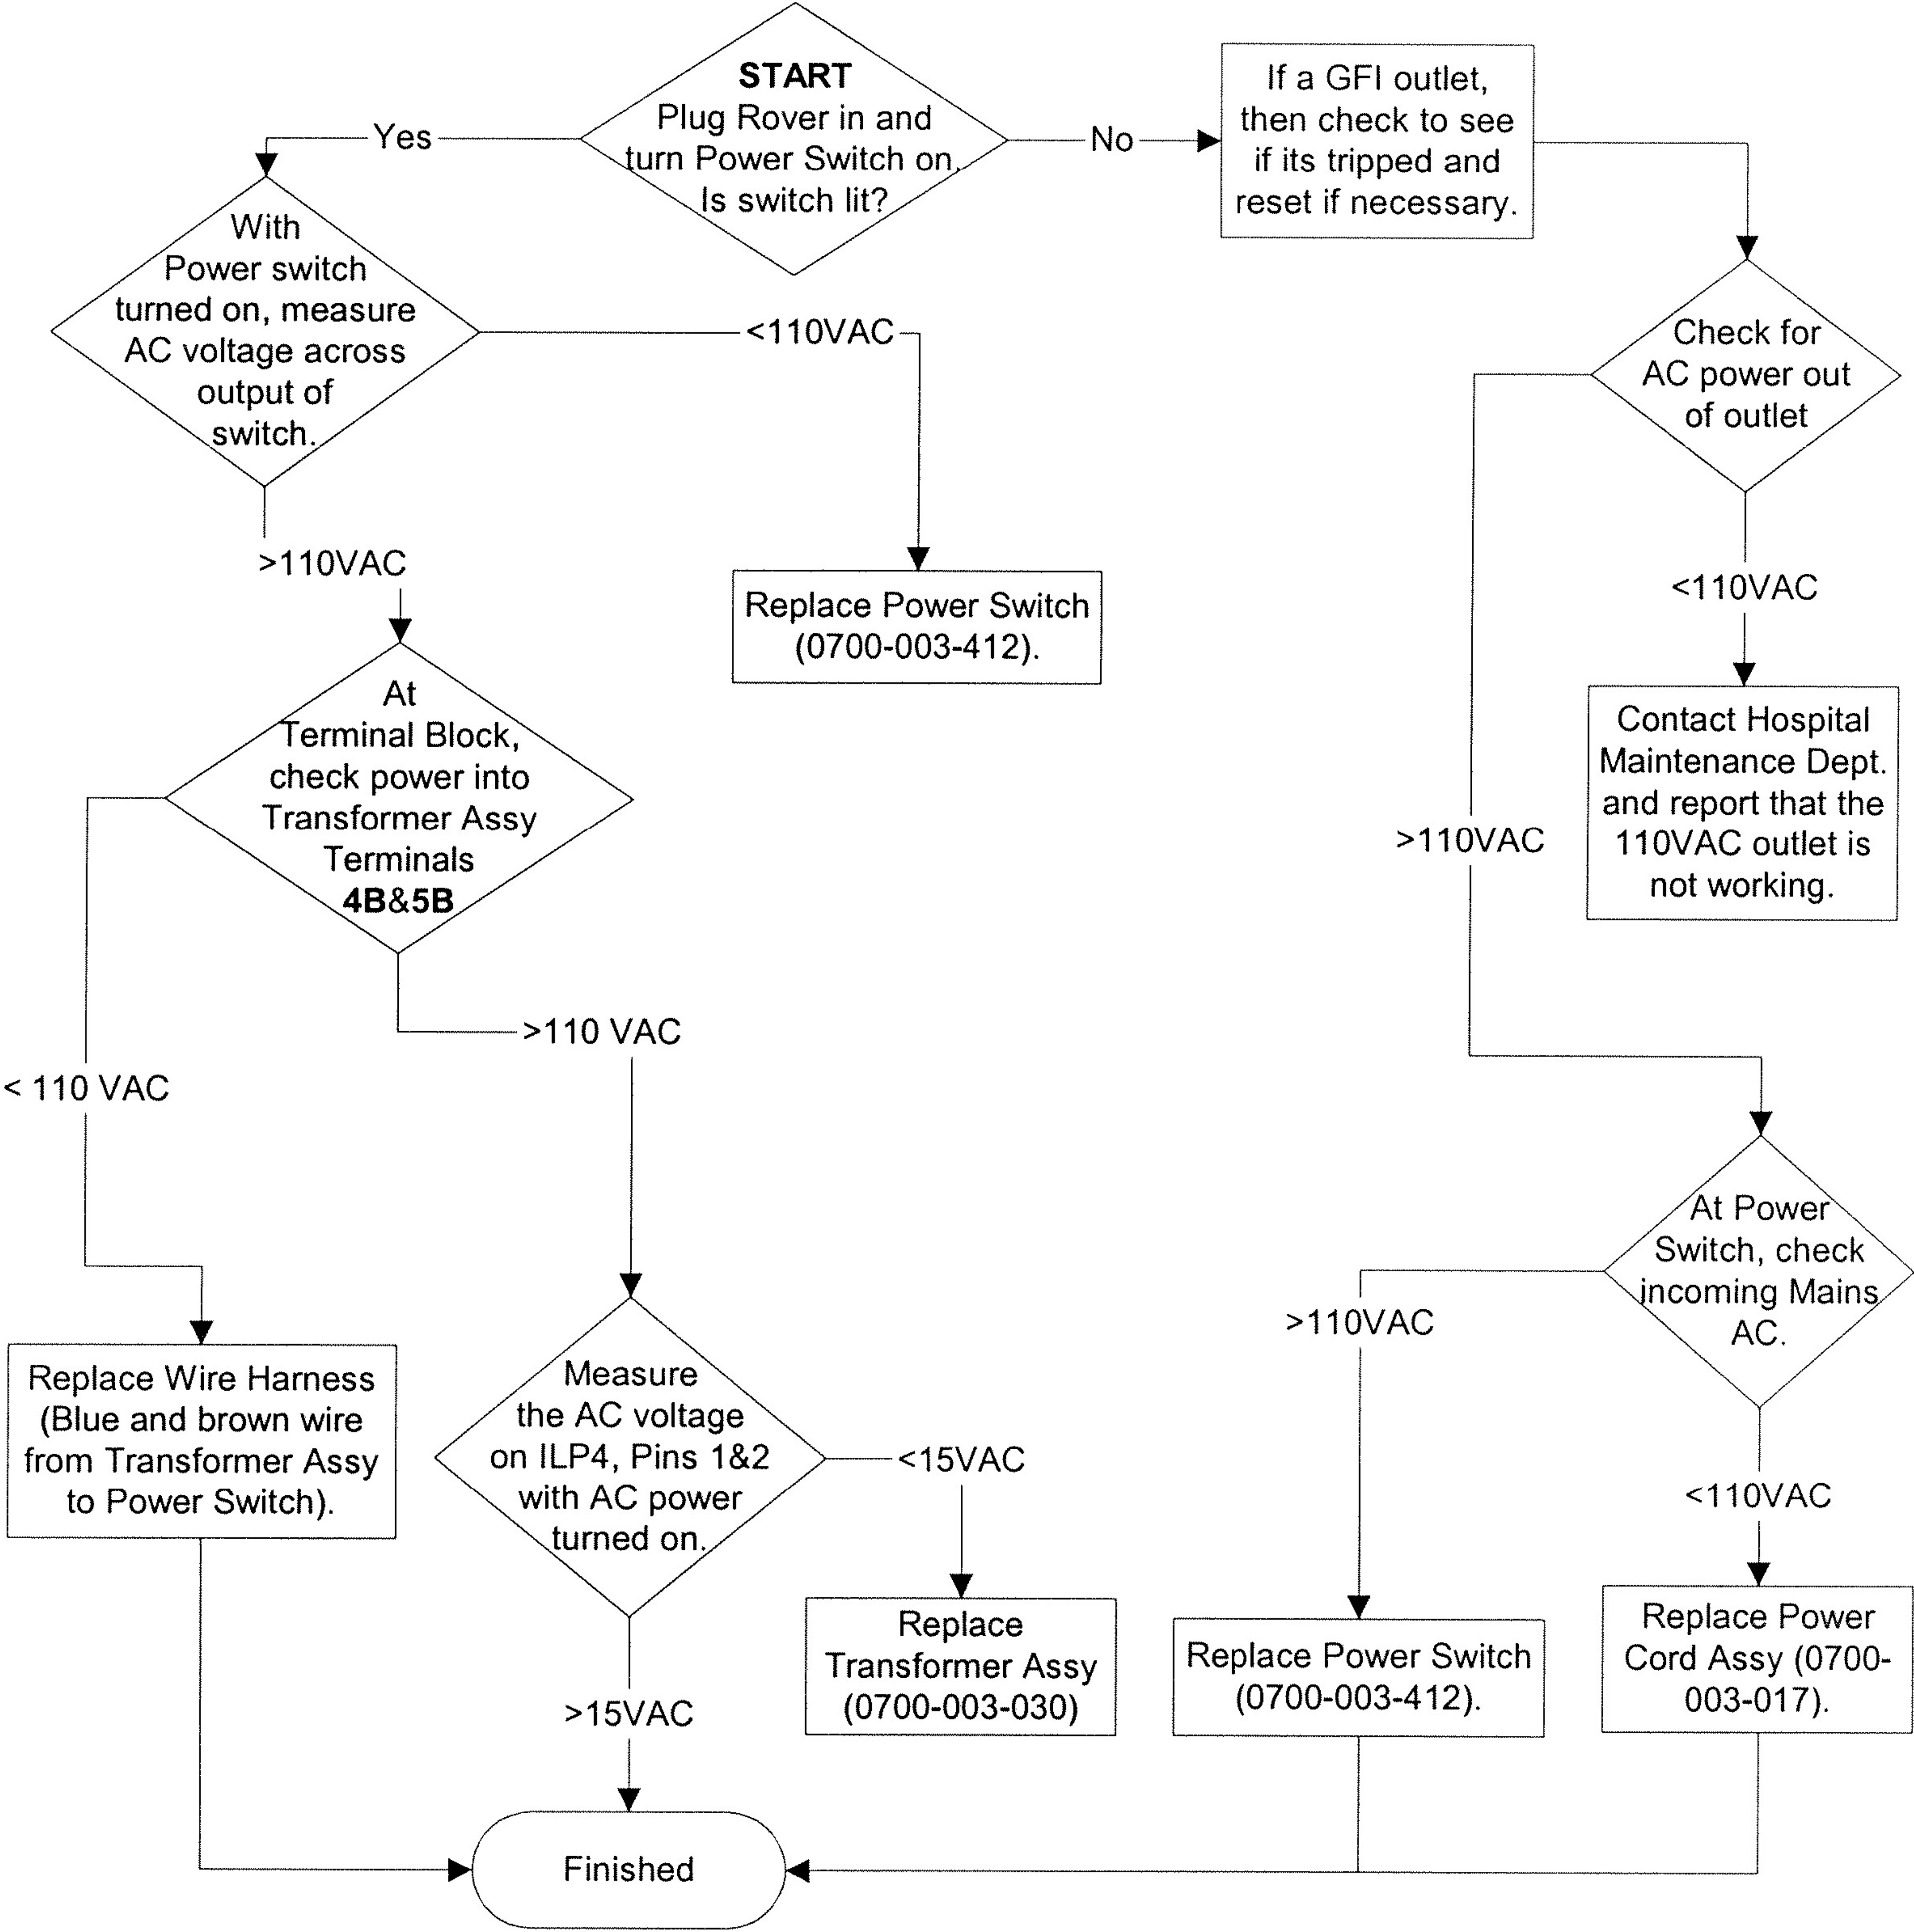 START
Plug Rover in and
turn Power Switch on.
Is switch lit?
Yes
No
If a GFI outlet,
then check to see
if its tripped and
reset if necessary.
With
Power switch
turned on, measure
AC voltage across
output of
switch.
<110VAC
>110VAC
Check for
AC power out
of outlet
<110VAC
>110VAC
Replace Power Switch
(0700-003-412).
Contact Hospital
Maintenance Dept.
and report that the
110VAC outlet is
not working.
At
Terminal Block,
check power into
Transformer Assy
Terminals
4B&5B
>110 VAC
< 110 VAC
At Power
Switch, check
incoming Mains
AC.
>110VAC
<110VAC
Replace Wire Harness
(Blue and brown wire
from Transformer Assy
to Power Switch).
Measure
the AC voltage
on ILP4, Pins 1&2
with AC power
turned on.
<15VAC
>15VAC
Replace
Transformer Assy
(0700-003-030)
Replace Power Switch
(0700-003-412).
Replace Power
Cord Assy (0700-
003-017).
Finished